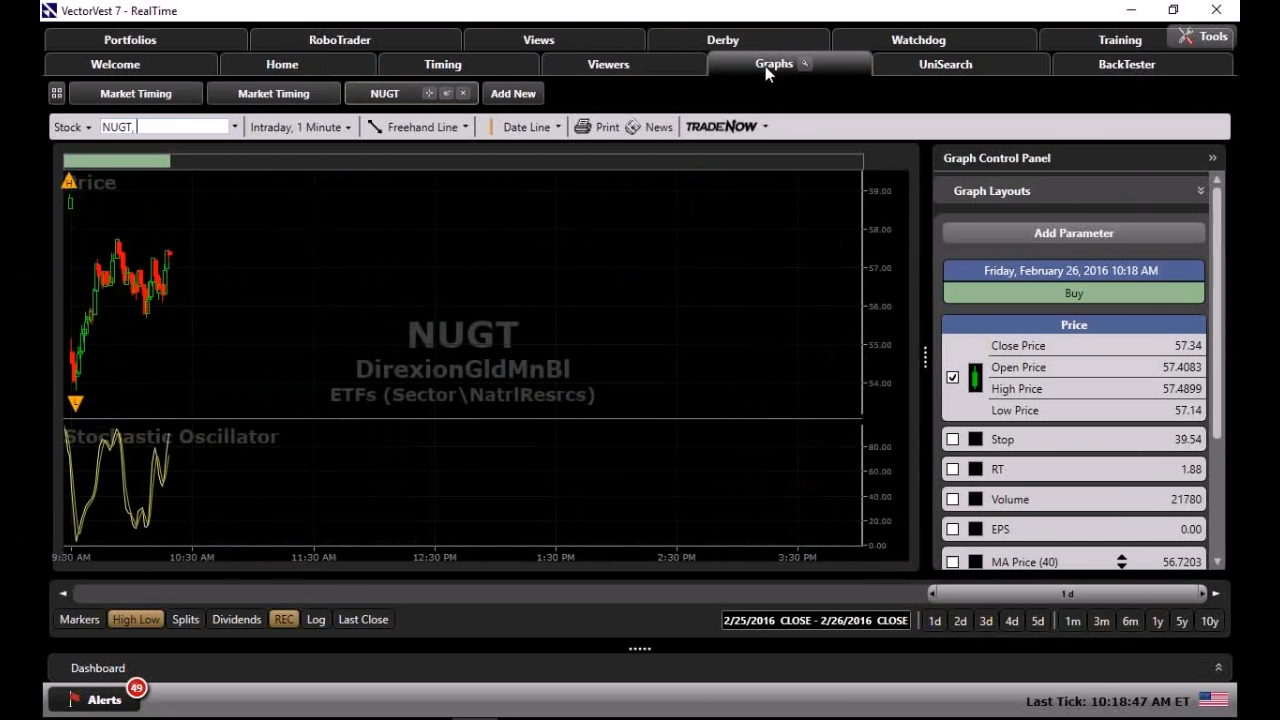 VectorVest 7 - RealTime
Portfolios RoboTrader Views Derby Watchdog Training Tools
Welcome Home Timing Viewers Graphs UniSearch BackTester
Market Timing Market Timing NUGT Add New
Stock NUGT, Intraday, 1 Minute Freehand Line Date Line Print News TRADENOW
Graph Control Panel
Graph Layouts
Add Parameter
Friday, February 26, 2016 10:18 AM
Buy
Price
Close Price 57.34
Open Price 57.4083
High Price 57.4899
Low Price 57.14
Stop 39.54
RT 1.88
Volume 21780
EPS 0.00
MA Price (40) 56.7203
Price
H
59.00
58.00
57.00
56.00
55.00
54.00
L
NUGT
DirexionGldMnBl
ETFs (Sector\NatrlResrcs)
Stochastic Oscillator
80.00
60.00
40.00
20.00
0.00
9:30 AM 10:30 AM 11:30 AM 12:30 PM 1:30 PM 2:30 PM 3:30 PM
1 d
Markers High Low Splits Dividends REC Log Last Close 2/25/2016 CLOSE - 2/26/2016 CLOSE 1d 2d 3d 4d 5d 1m 3m 6m 1y 5y 10y
Dashboard
Alerts 49
Last Tick: 10:18:47 AM ET